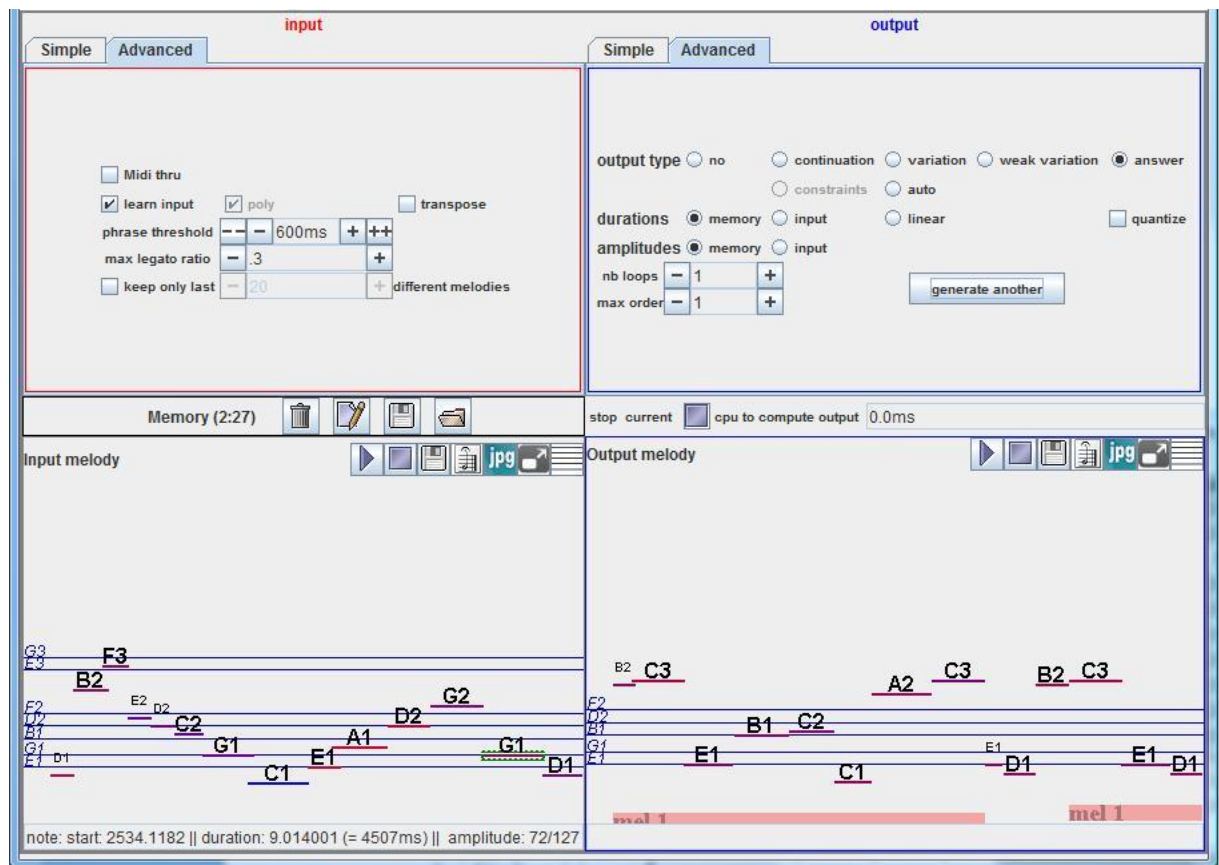 input
Simple Advanced
Midi thru
learn input poly transpose
phrase threshold -- - 600ms + ++
max legato ratio - .3 +
keep only last - 20 + different melodies
output
Simple Advanced
output type no continuation variation weak variation answer
constraints auto
durations memory input linear quantize
amplitudes memory input
nb loops - 1 +
generate another
max order - 1 +
Memory (2:27)
stop current cpu to compute output 0.0ms
Input melody jpg
G3
E3
F3
B2
E2
D2
G2
F2
D2
D2
C2
B1
G1
A1
G1
G1
E1
D1
E1
D1
C1
note: start: 2534.1182 || duration: 9.014001 (= 4507ms) || amplitude: 72/127
Output melody jpg
B2 C3 C3 B2 C3
A2
F2
D2
B1
B1 C2
G1
E1
E1 E1 E1
D1 D1
C1
mel 1 mel 1